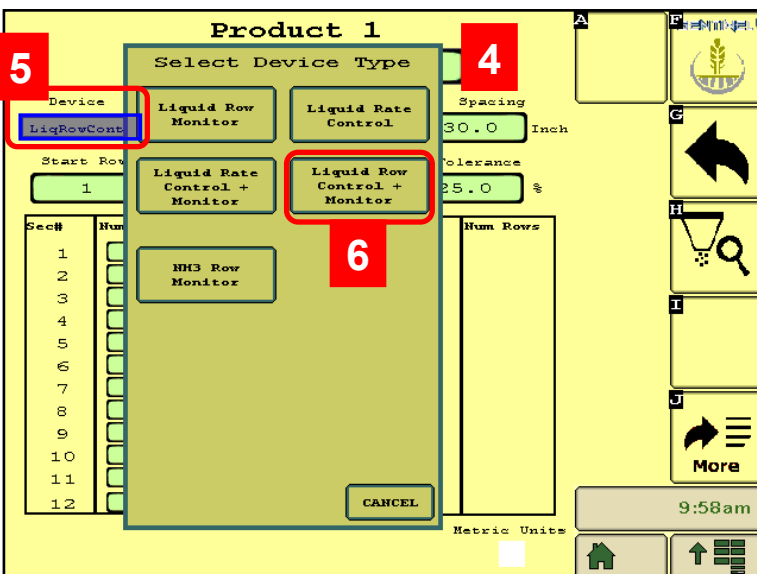 Product 1
A
F
SENTINEL
Select Device Type
5
4
Device
Spacing
Liquid Row
Monitor
Liquid Rate
Control
LiqRowCont
30.0 Inch
G
Start Row
Tolerance
1
25.0 %
Liquid Rate
Control +
Monitor
Liquid Row
Control +
Monitor
6
H
Sec#
Num Rows
1
2
3
4
5
6
7
8
9
10
11
12
NH3 Row
Monitor
I
J
More
CANCEL
9:58am
Metric Units